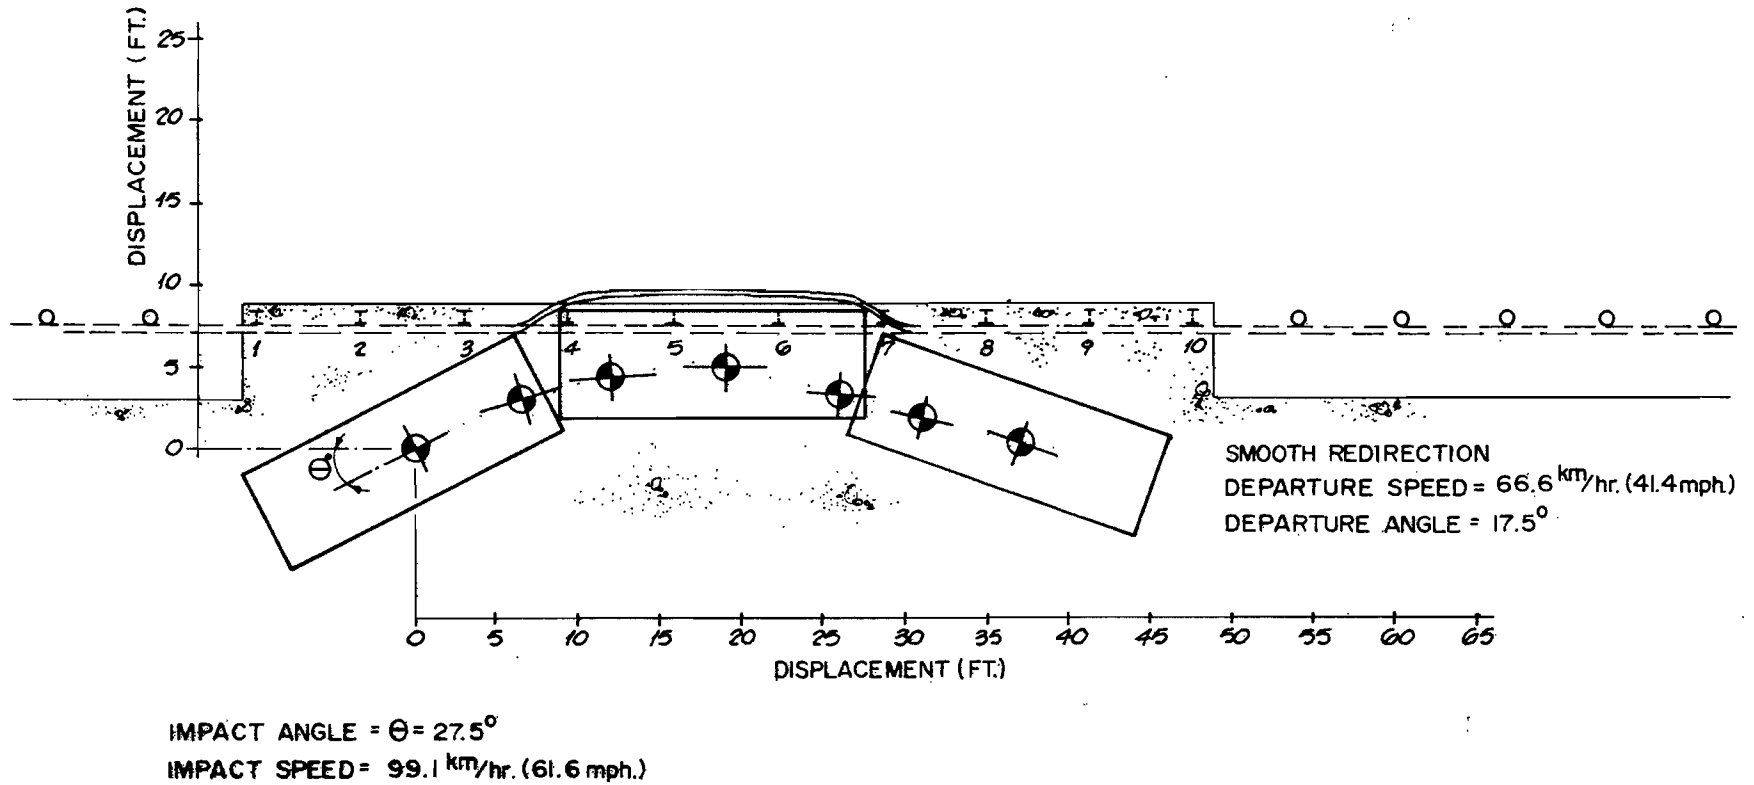 DISPLACEMENT (FT.)
25
20
15
10
5
0
1 2 3 4 5 6 7 8 9 10
θ
SMOOTH REDIRECTION
DEPARTURE SPEED = 66.6 km/hr. (41.4 mph.)
DEPARTURE ANGLE = 17.5°
0 5 10 15 20 25 30 35 40 45 50 55 60 65
DISPLACEMENT (FT.)
IMPACT ANGLE = θ = 27.5°
IMPACT SPEED = 99.1 km/hr. (61.6 mph.)